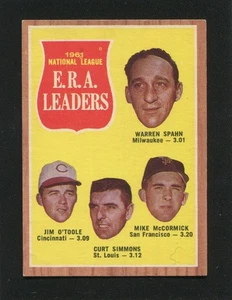 1961
NATIONAL LEAGUE
E.R.A.
LEADERS
WARREN SPAHN
Milwaukee — 3.01
JIM O'TOOLE
Cincinnati — 3.09
MIKE McCORMICK
San Francisco — 3.20
CURT SIMMONS
St. Louis — 3.12